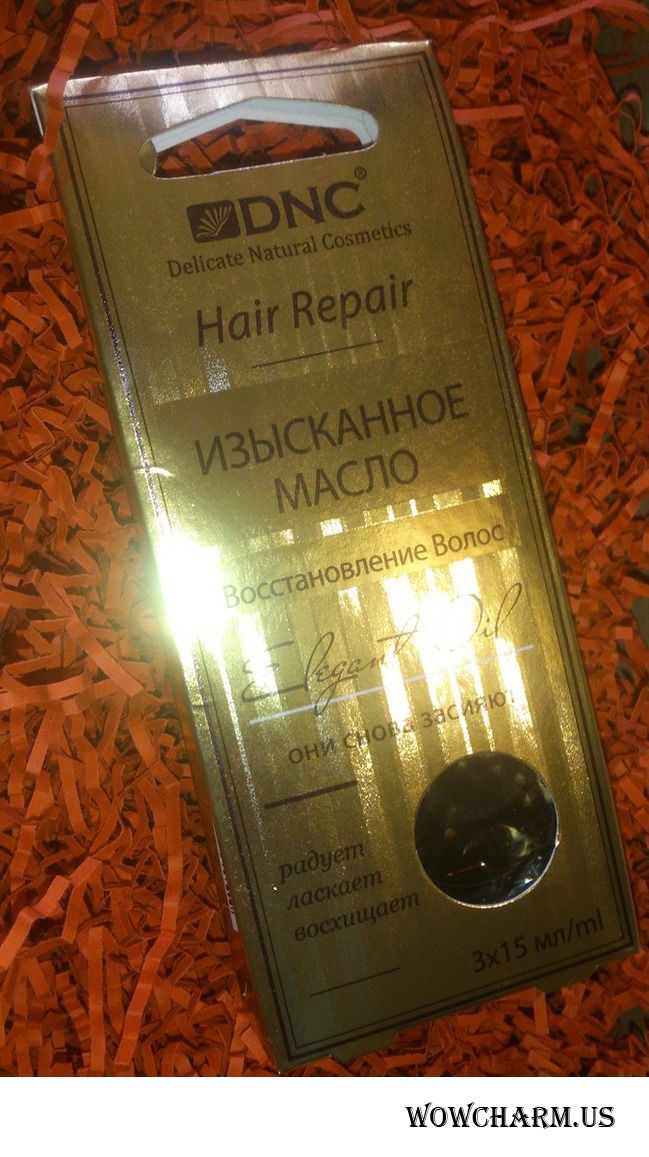 DNC®
Delicate Natural Cosmetics
Hair Repair
ИЗЫСКАННОЕ
МАСЛО
Восстановление Волос
Elegant Oil
они снова засияют
радует
ласкает
восхищает
3x15 мл/ml
WOWCHARM.US